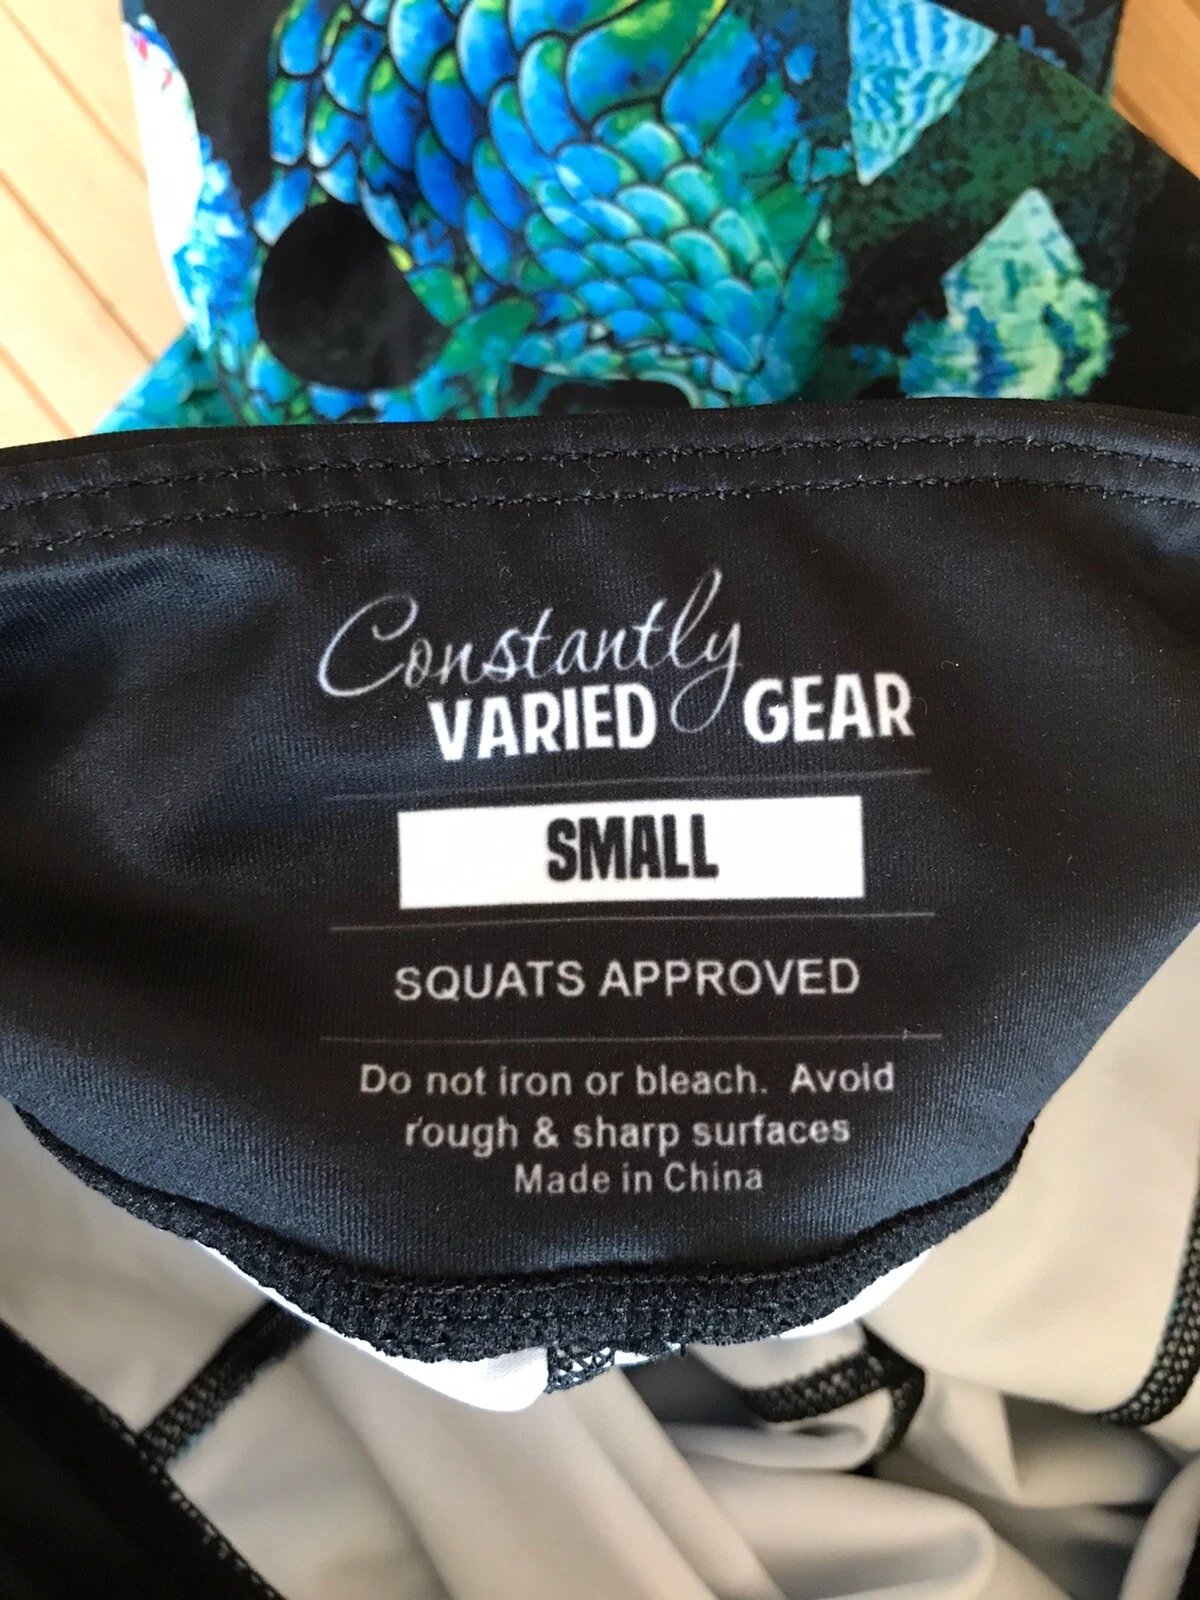 Constantly
VARIED GEAR
SMALL
SQUATS APPROVED
Do not iron or bleach. Avoid
rough & sharp surfaces
Made in China